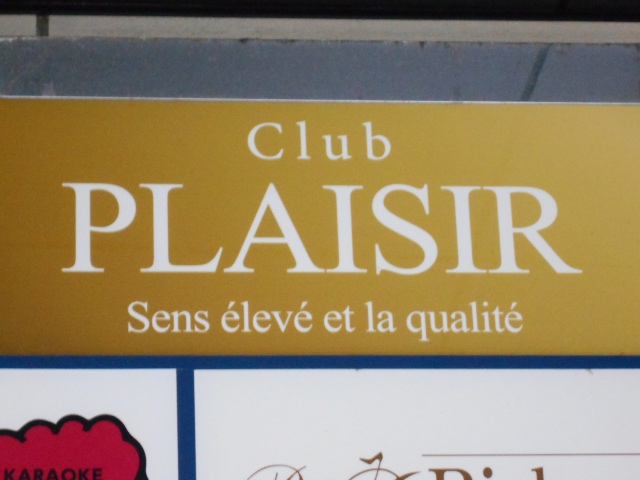 Club
PLAISIR
Sens élevé et la qualité
KARAOKE